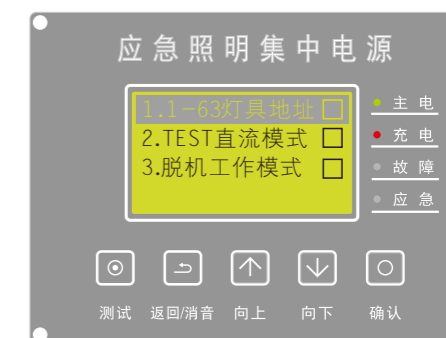 应急照明集中电源
1.1-63灯具地址
2.TEST直流模式
3.脱机工作模式
主电
充电
故障
应急
测试 返回/消音 向上 向下 确认